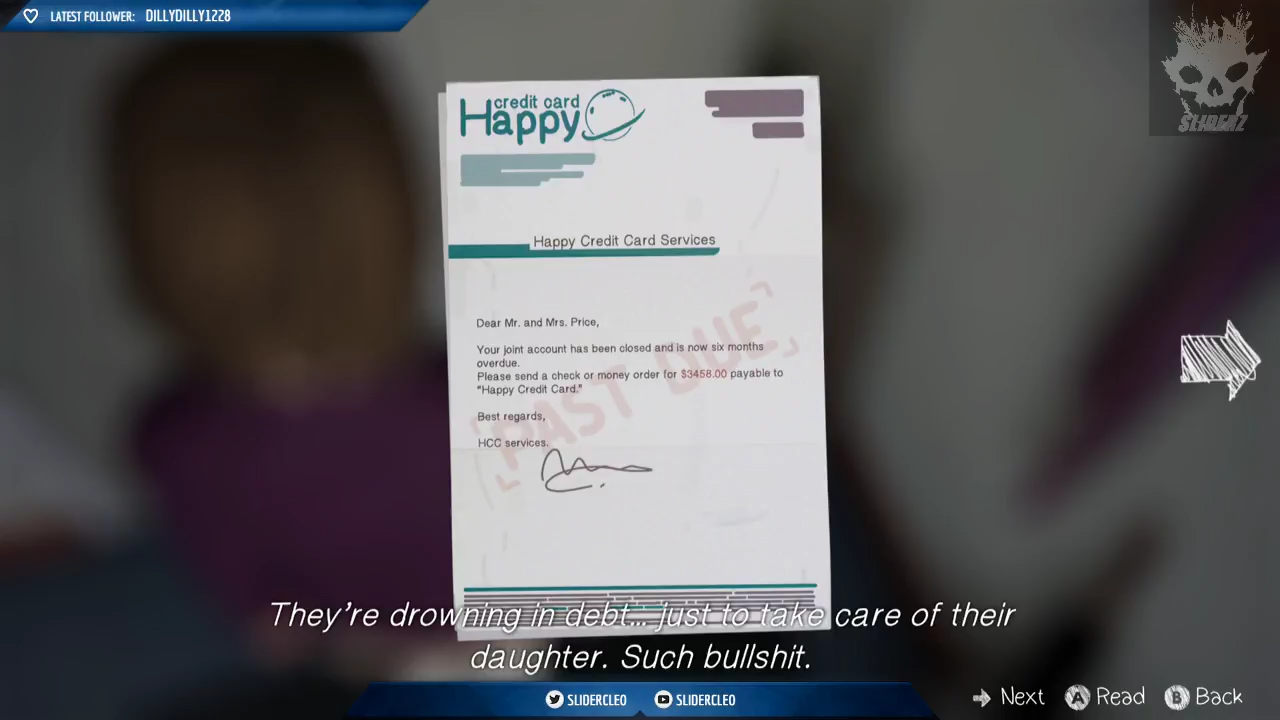 LATEST FOLLOWER: DILLYDILLY1228
SLIDERZ
credit card
Happy
Happy Credit Card Services
PAST DUE
Dear Mr. and Mrs. Price,
Your joint account has been closed and is now six months
overdue.
Please send a check or money order for $3458.00 payable to
"Happy Credit Card."
Best regards,
HCC services.
They're drowning in debt... just to take care of their
daughter. Such bullshit.
SLIDERCLEO SLIDERCLEO
Next A Read B Back